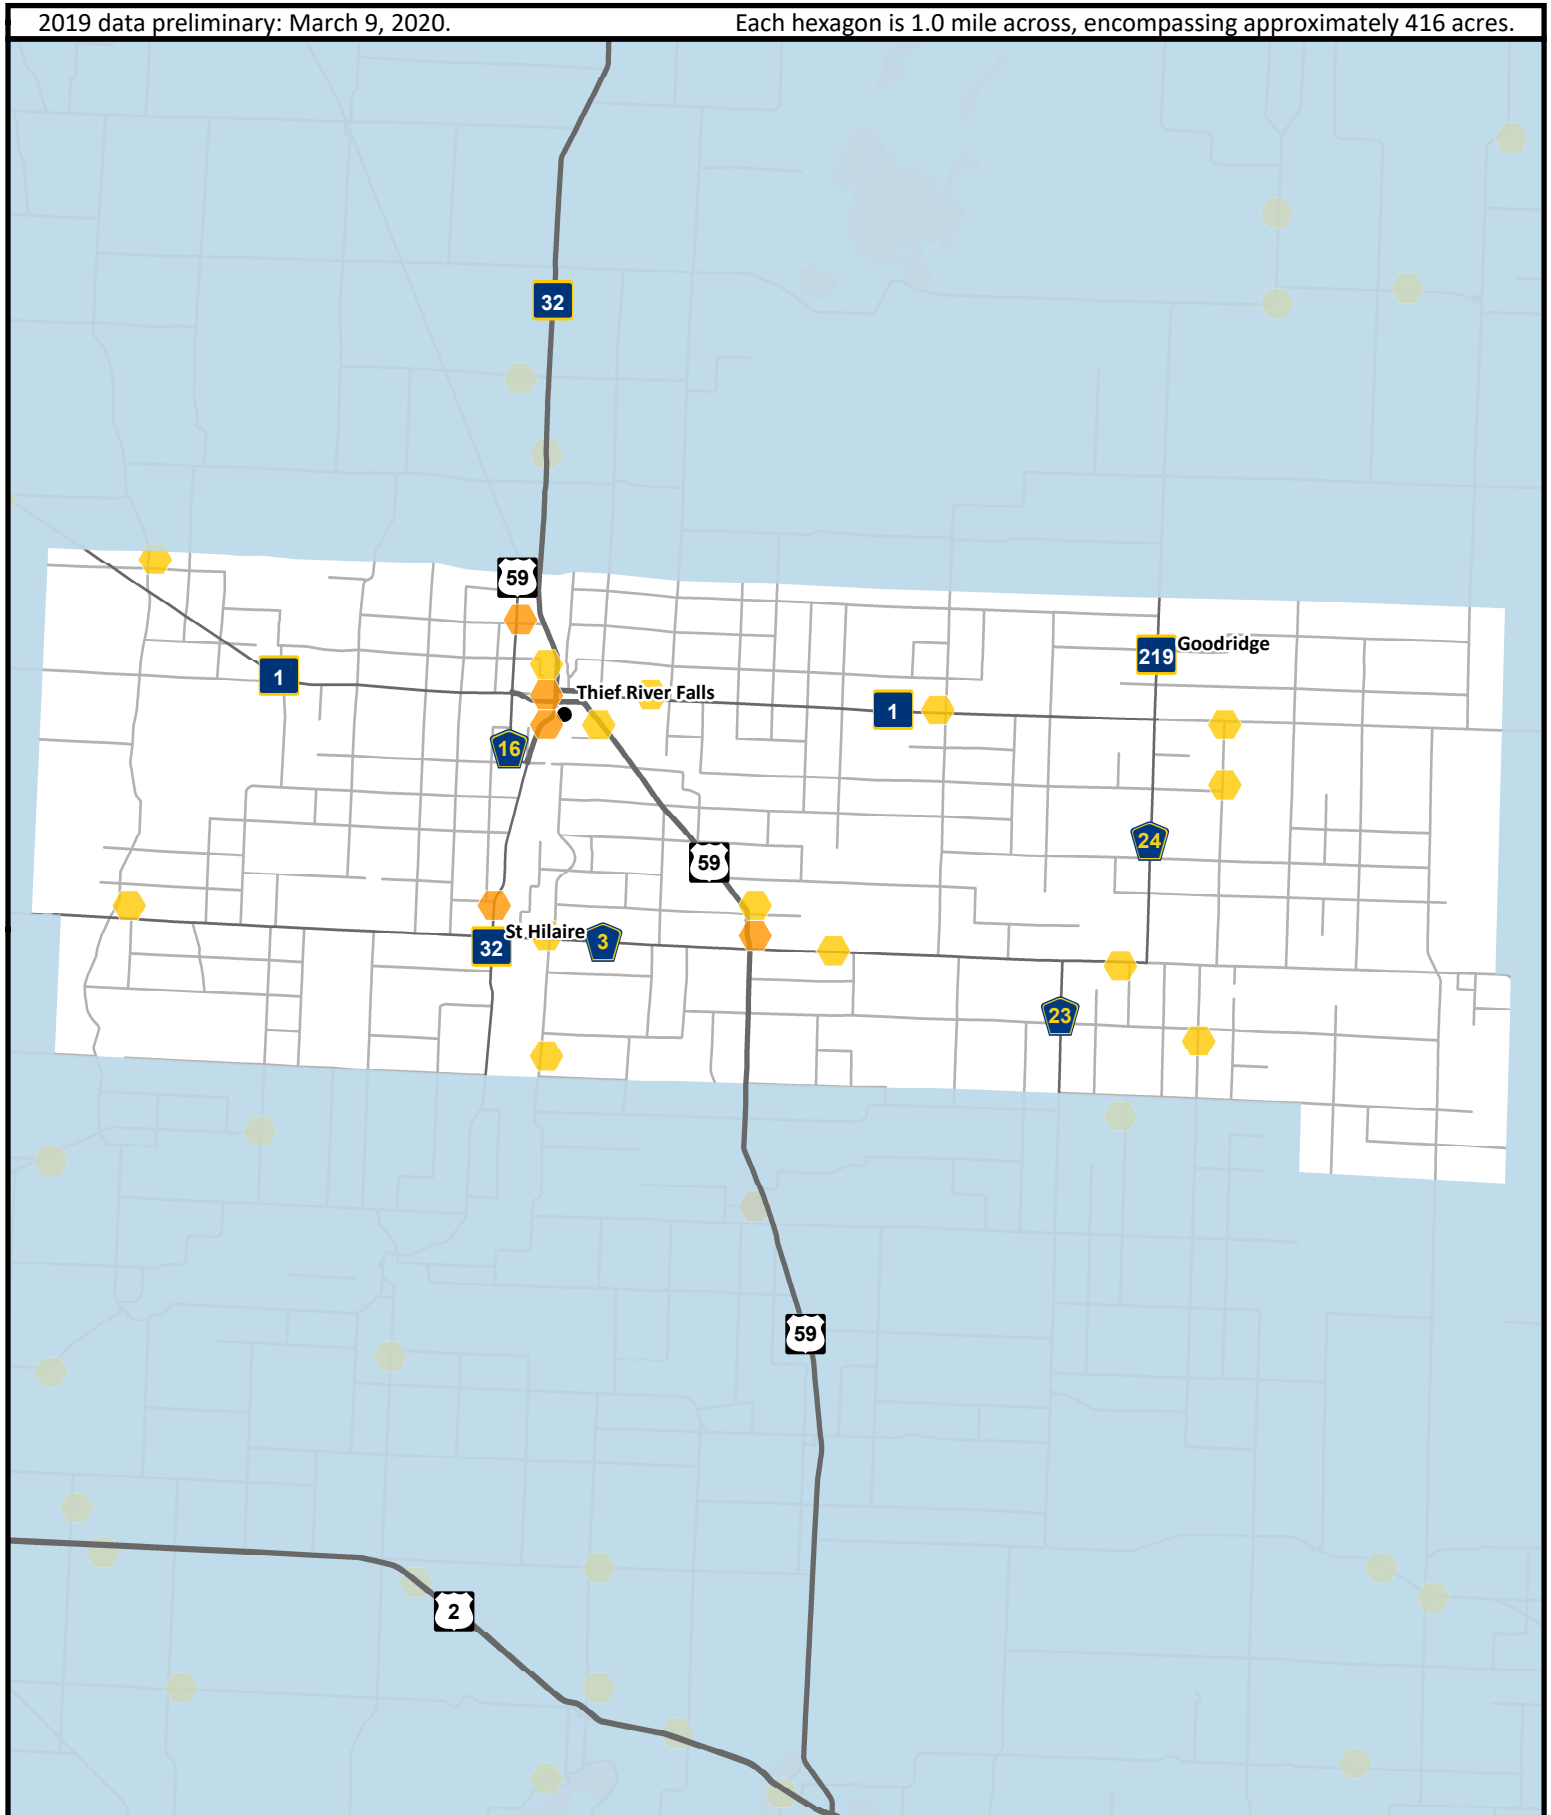 2019 data preliminary: March 9, 2020.
Each hexagon is 1.0 mile across, encompassing approximately 416 acres.
32
59
Goodridge
219
1
Thief River Falls
1
16
24
59
St Hilaire
32
3
23
59
2